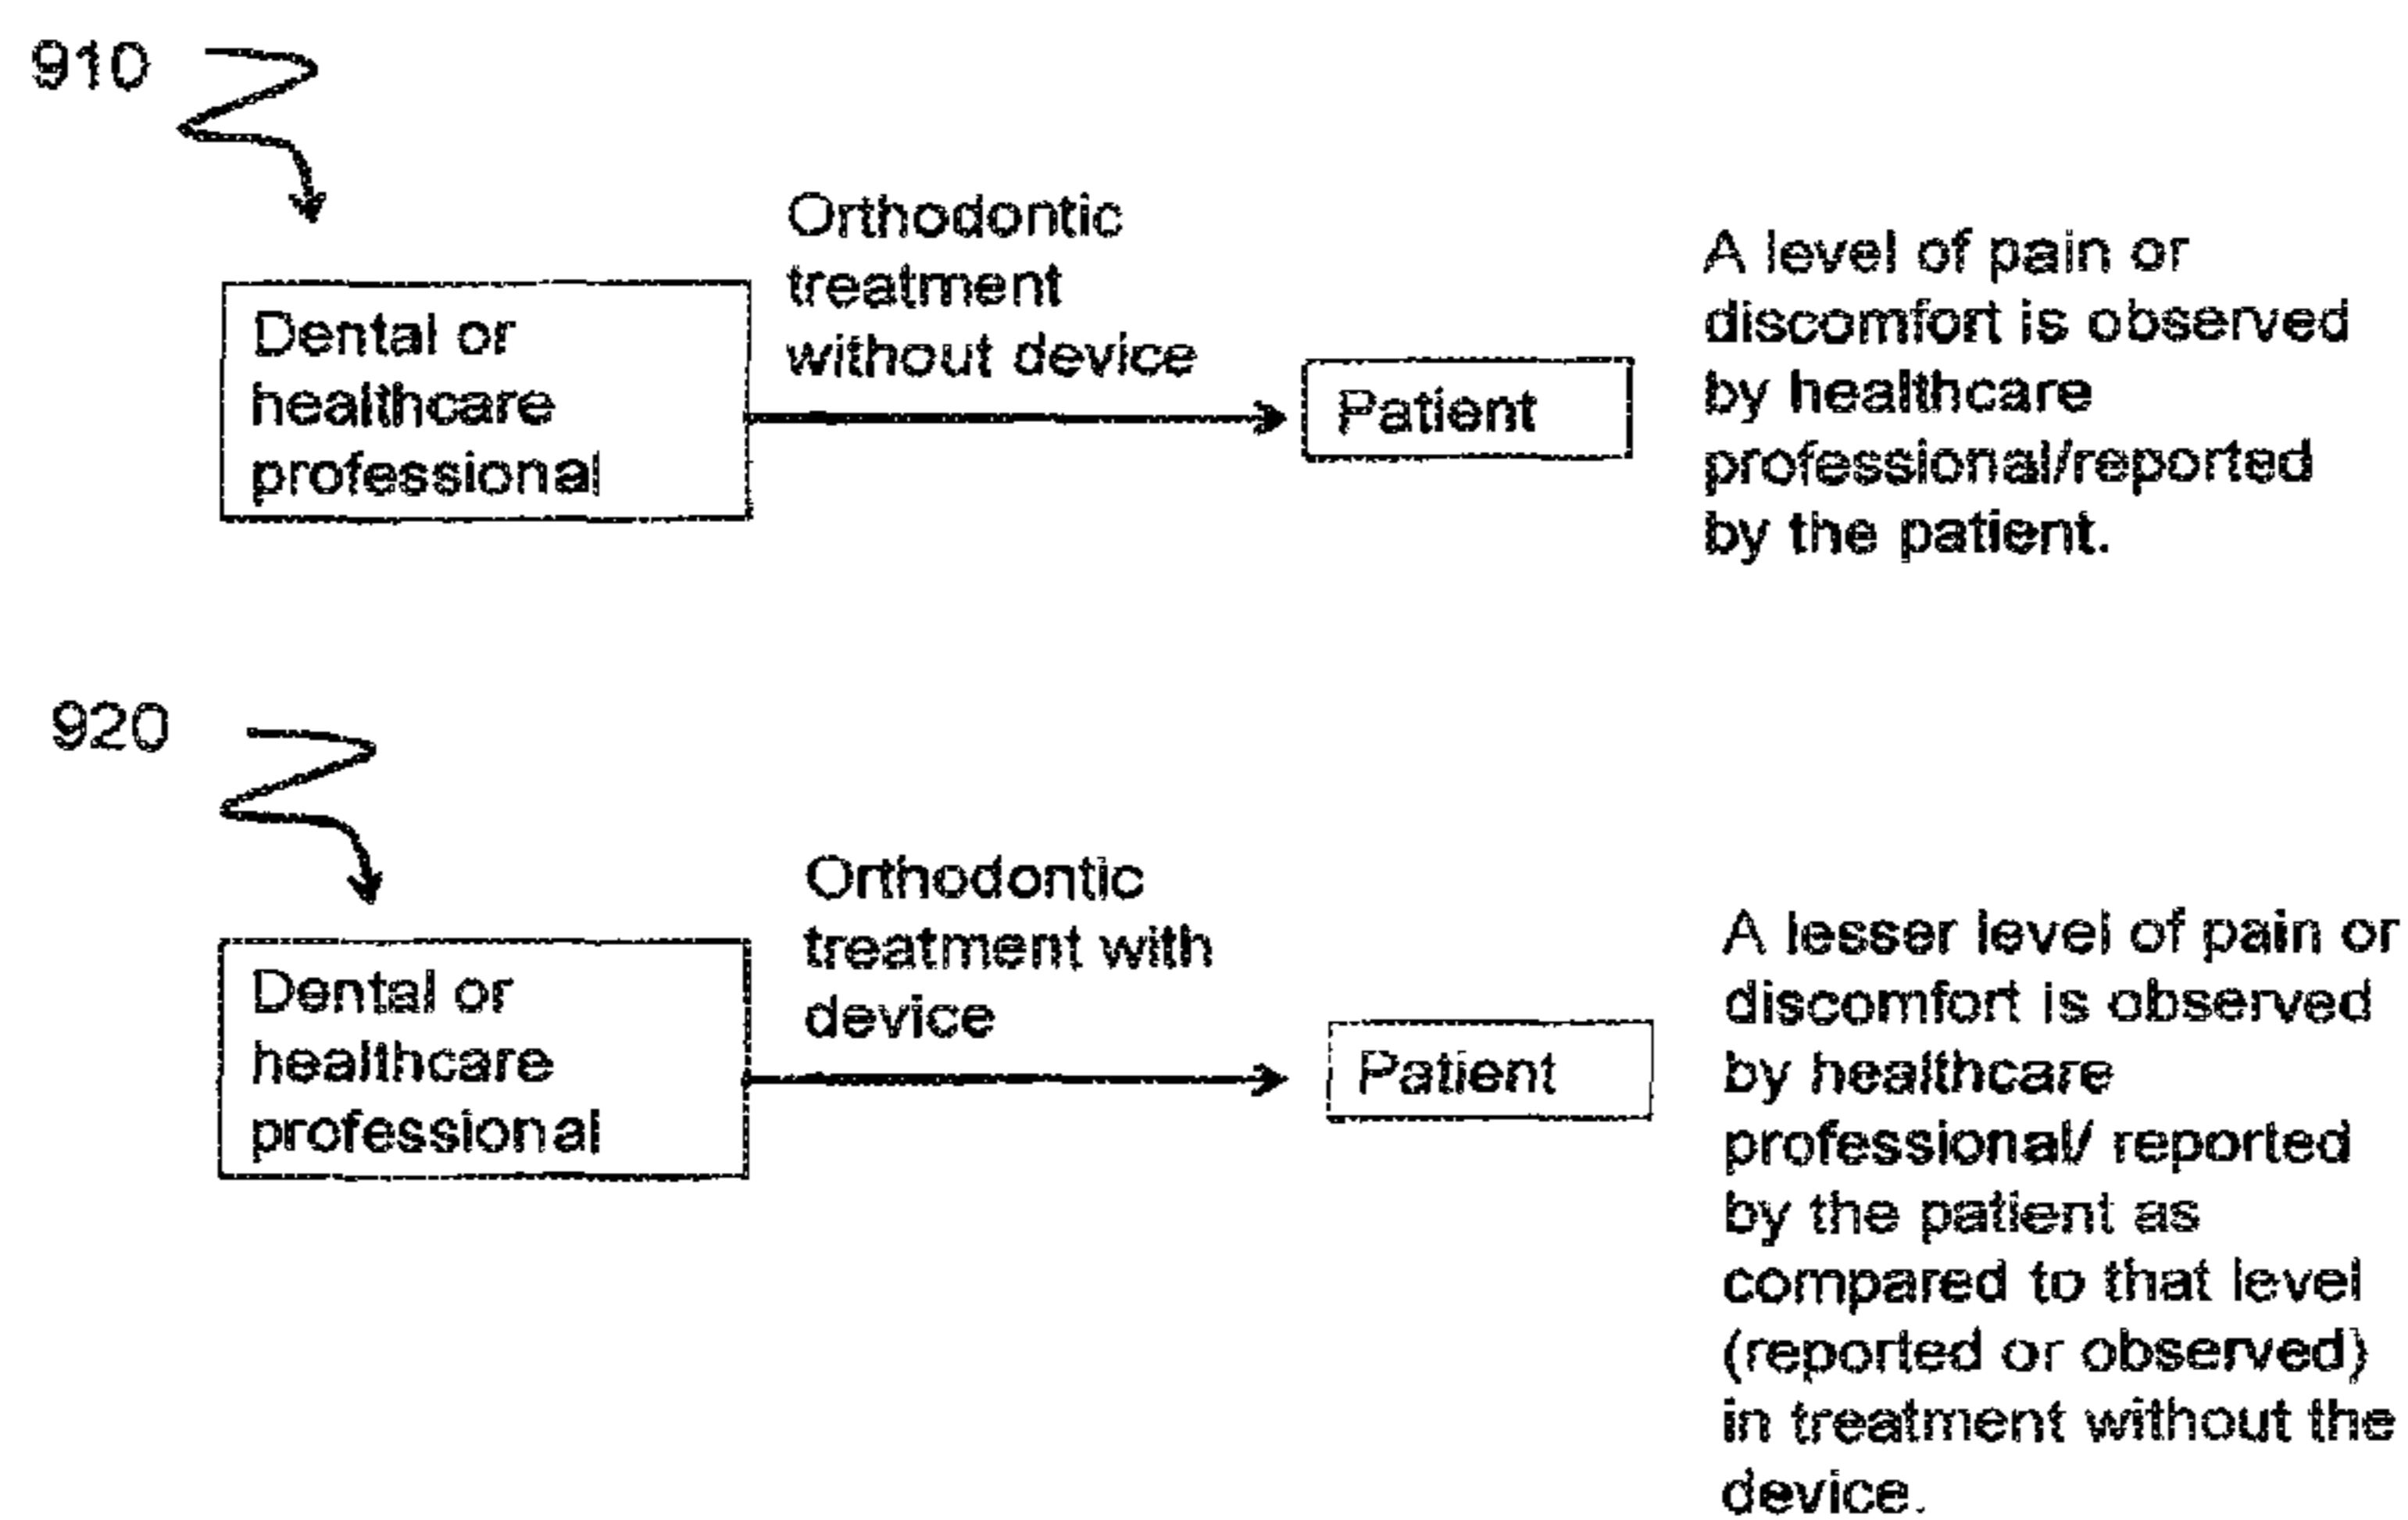 910
Dental or
healthcare
professional
Orthodontic
treatment
without device
Patient
A level of pain or
discomfort is observed
by healthcare
professional/reported
by the patient.
920
Dental or
healthcare
professional
Orthodontic
treatment with
device
Patient
A lesser level of pain or
discomfort is observed
by healthcare
professional/ reported
by the patient as
compared to that level
(reported or observed)
in treatment without the
device.